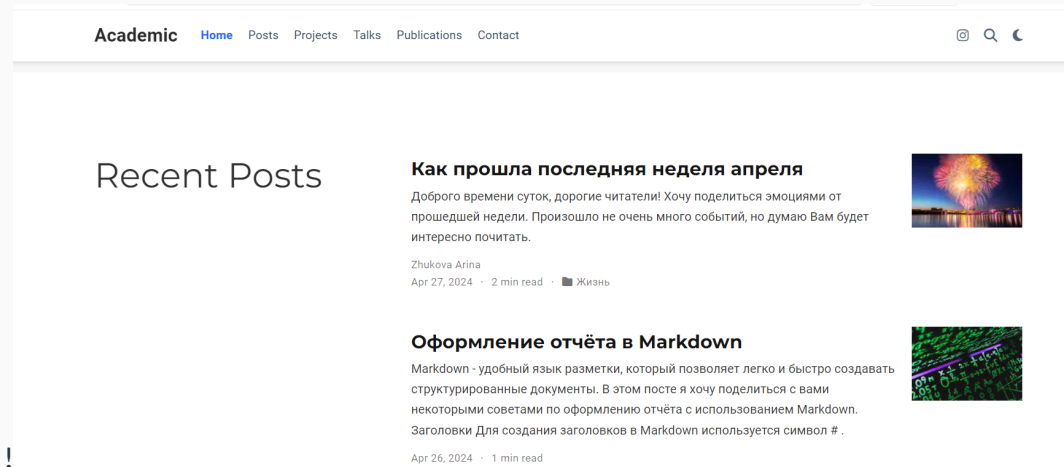 Academic Home Posts Projects Talks Publications Contact
Recent Posts
Как прошла последняя неделя апреля
Доброго времени суток, дорогие читатели! Хочу поделиться эмоциями от
прошедшей недели. Произошло не очень много событий, но думаю Вам будет
интересно почитать.
Zhukova Arina
Apr 27, 2024 · 2 min read · Жизнь
Оформление отчёта в Markdown
Markdown - удобный язык разметки, который позволяет легко и быстро создавать
структурированные документы. В этом посте я хочу поделиться с вами
некоторыми советами по оформлению отчёта с использованием Markdown.
Заголовки Для создания заголовков в Markdown используется символ # .
Apr 26, 2024 · 1 min read
!